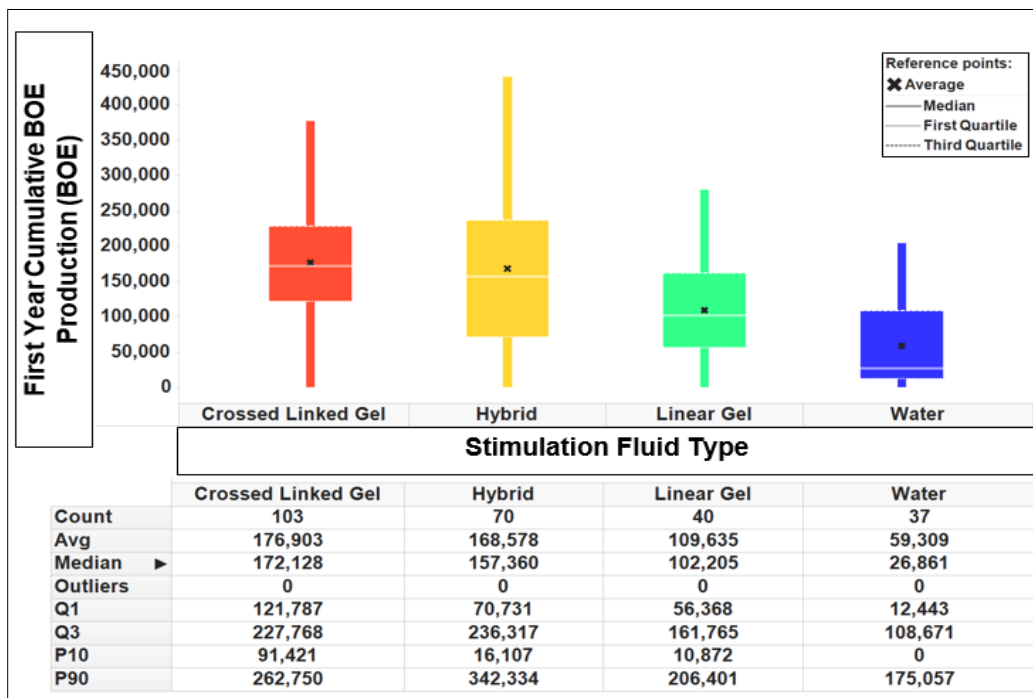 First Year Cumulative BOE
Production (BOE)
450,000
400,000
350,000
300,000
250,000
200,000
150,000
100,000
50,000
0
Reference points:
Average
Median
First Quartile
Third Quartile
Crossed Linked Gel Hybrid Linear Gel Water
Stimulation Fluid Type
Crossed Linked Gel Hybrid Linear Gel Water
Count 103 70 40 37
Avg 176,903 168,578 109,635 59,309
Median ► 172,128 157,360 102,205 26,861
Outliers 0 0 0 0
Q1 121,787 70,731 56,368 12,443
Q3 227,768 236,317 161,765 108,671
P10 91,421 16,107 10,872 0
P90 262,750 342,334 206,401 175,057